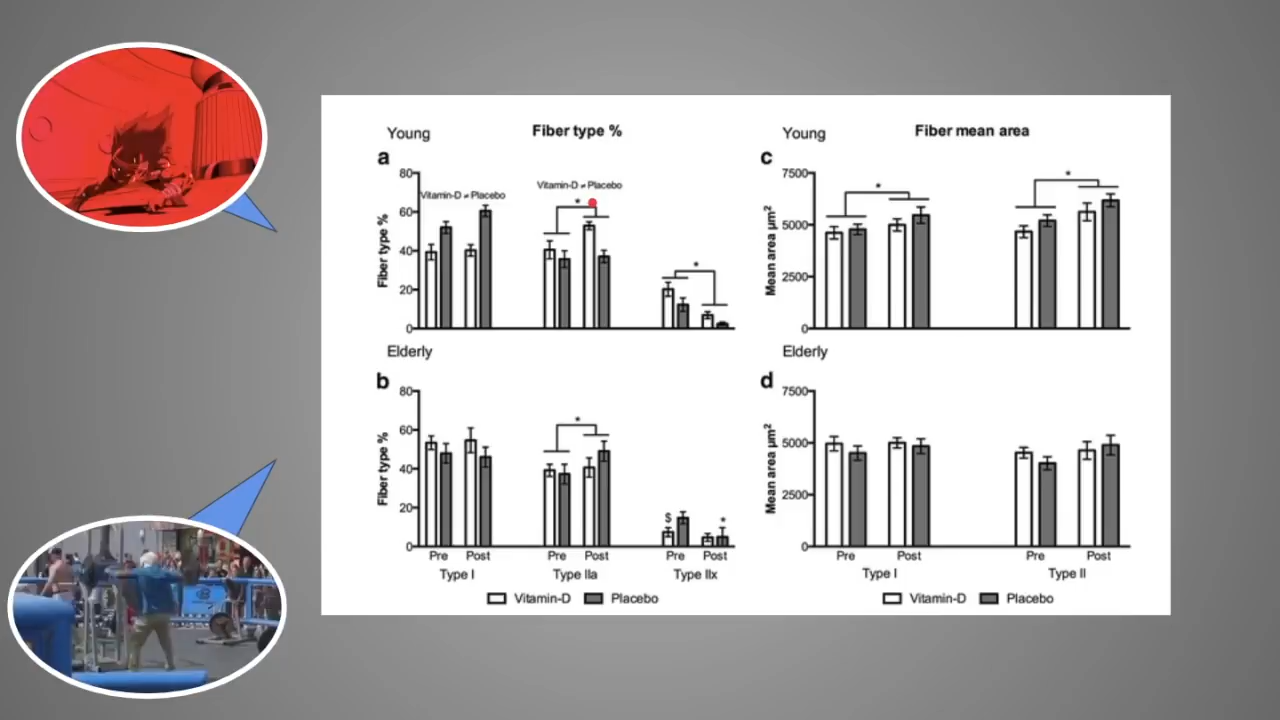 Young
Fiber type %
a
80
60
40
20
0
Fiber type %
Vitamin-D ≠ Placebo
Vitamin-D ≠ Placebo
*
*
Young
Fiber mean area
c
7500
5000
2500
0
Mean area µm²
*
*
Elderly
b
80
60
40
20
0
Fiber type %
*
$
*
Pre Post Pre Post Pre Post
Type I Type IIa Type IIx
Vitamin-D Placebo
Elderly
d
7500
5000
2500
0
Mean area µm²
Pre Post Pre Post
Type I Type II
Vitamin-D Placebo